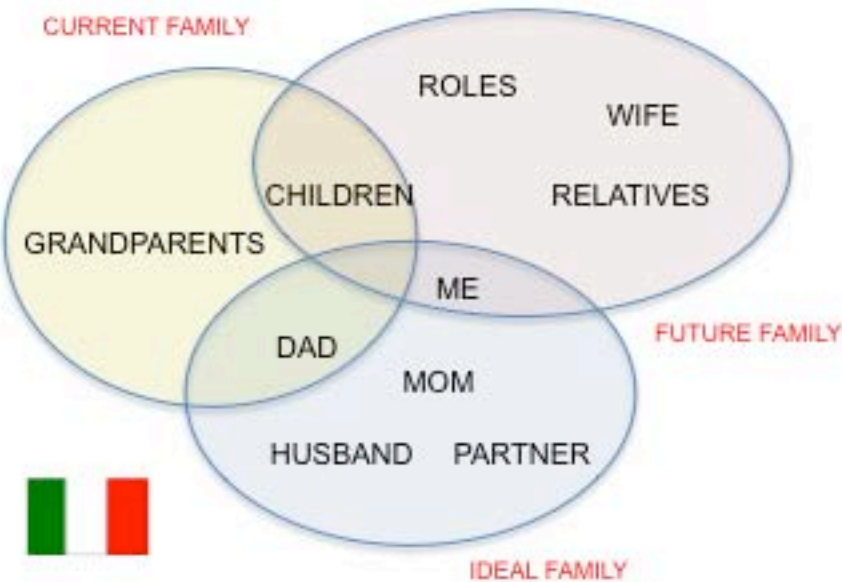 CURRENT FAMILY
ROLES
WIFE
CHILDREN
RELATIVES
GRANDPARENTS
ME
FUTURE FAMILY
DAD
MOM
HUSBAND
PARTNER
IDEAL FAMILY